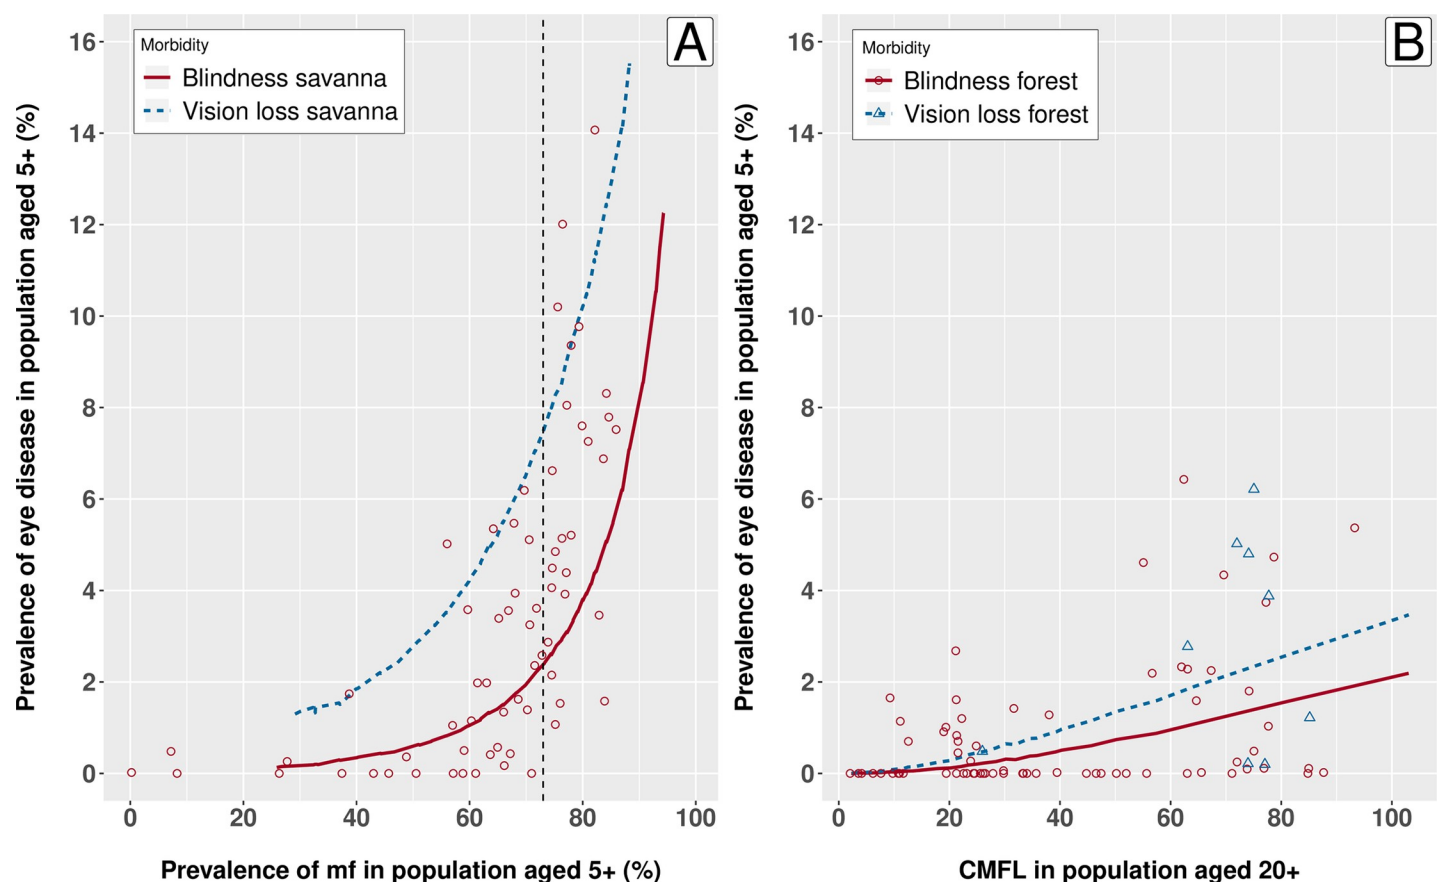 A
Morbidity
Blindness savanna
Vision loss savanna
Prevalence of eye disease in population aged 5+ (%)
16
14
12
10
8
6
4
2
0
0 20 40 60 80 100
Prevalence of mf in population aged 5+ (%)
B
Morbidity
Blindness forest
Vision loss forest
Prevalence of eye disease in population aged 5+ (%)
16
14
12
10
8
6
4
2
0
0 20 40 60 80 100
CMFL in population aged 20+